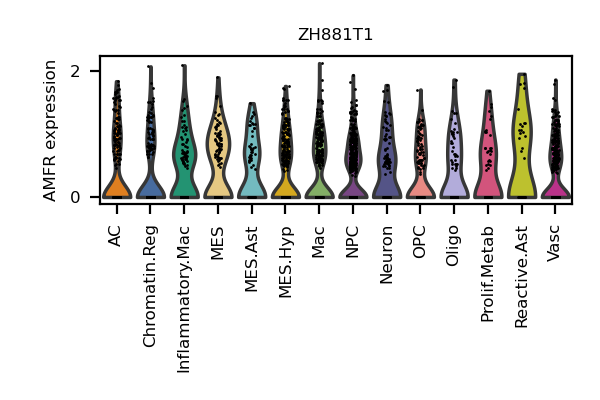 ZH881T1
AMFR expression
2
0
AC
Chromatin.Reg
Inflammatory.Mac
MES
MES.Ast
MES.Hyp
Mac
NPC
Neuron
OPC
Oligo
Prolif.Metab
Reactive.Ast
Vasc